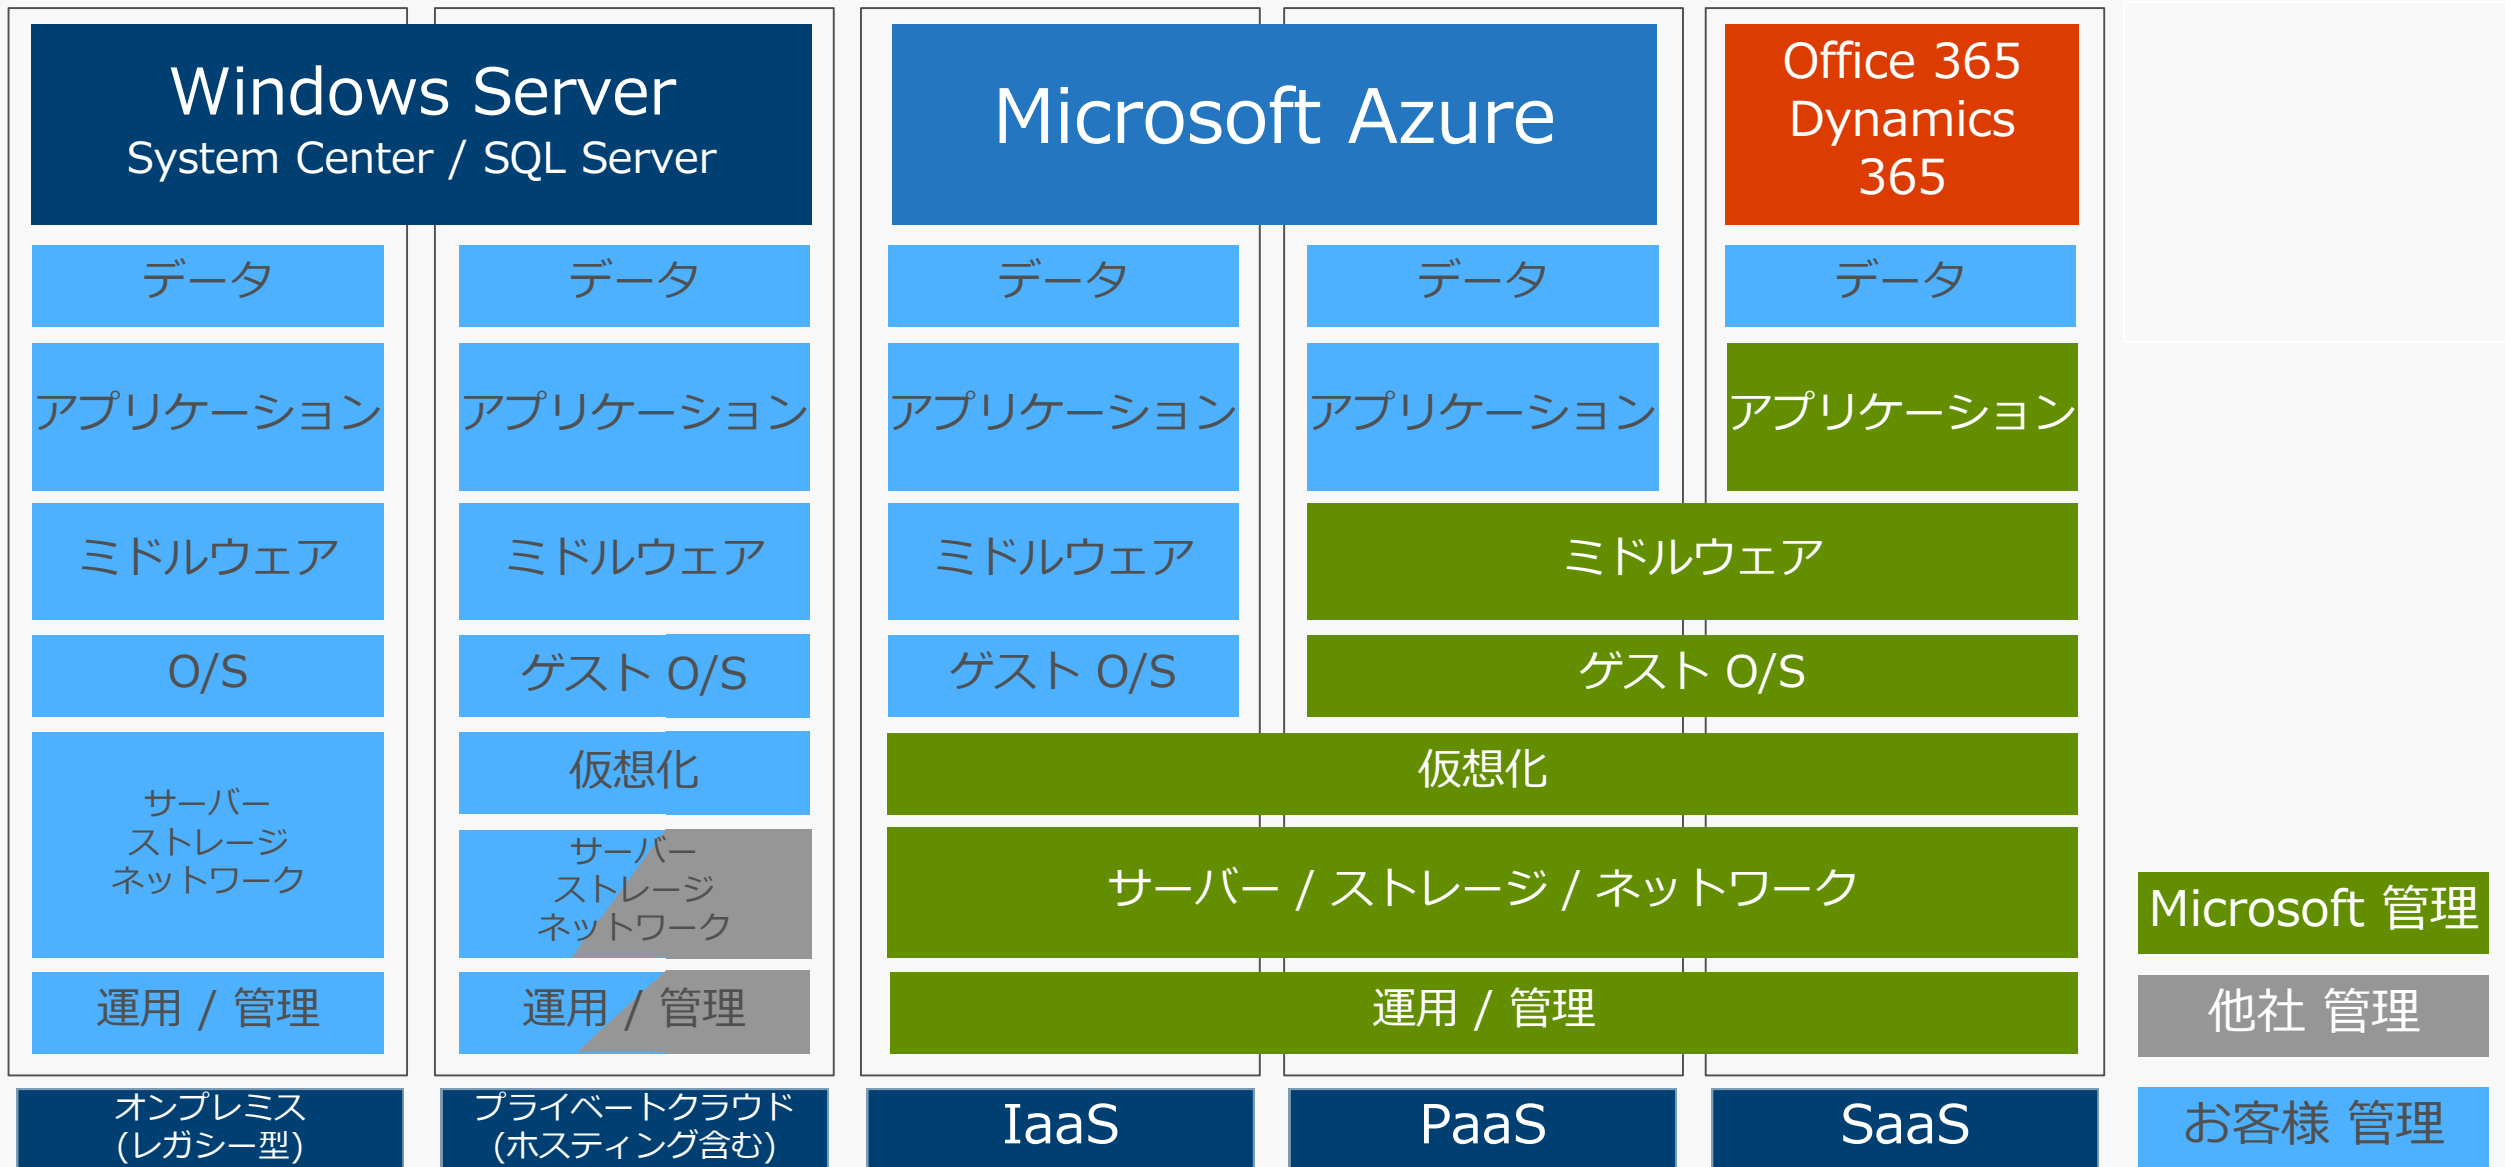 Windows Server
System Center / SQL Server
Microsoft Azure
Office 365
Dynamics
365
データ
データ
データ
データ
データ
アプリケーション
アプリケーション
アプリケーション
アプリケーション
アプリケーション
ミドルウェア
ミドルウェア
ミドルウェア
ミドルウェア
O/S
ゲスト O/S
ゲスト O/S
ゲスト O/S
仮想化
仮想化
サーバー
ストレージ
ネットワーク
サーバー
ストレージ
ネットワーク
サーバー / ストレージ / ネットワーク
運用 / 管理
運用 / 管理
運用 / 管理
オンプレミス
(レガシー型)
プライベートクラウド
(ホスティング含む)
IaaS
PaaS
SaaS
Microsoft 管理
他社 管理
お客様 管理